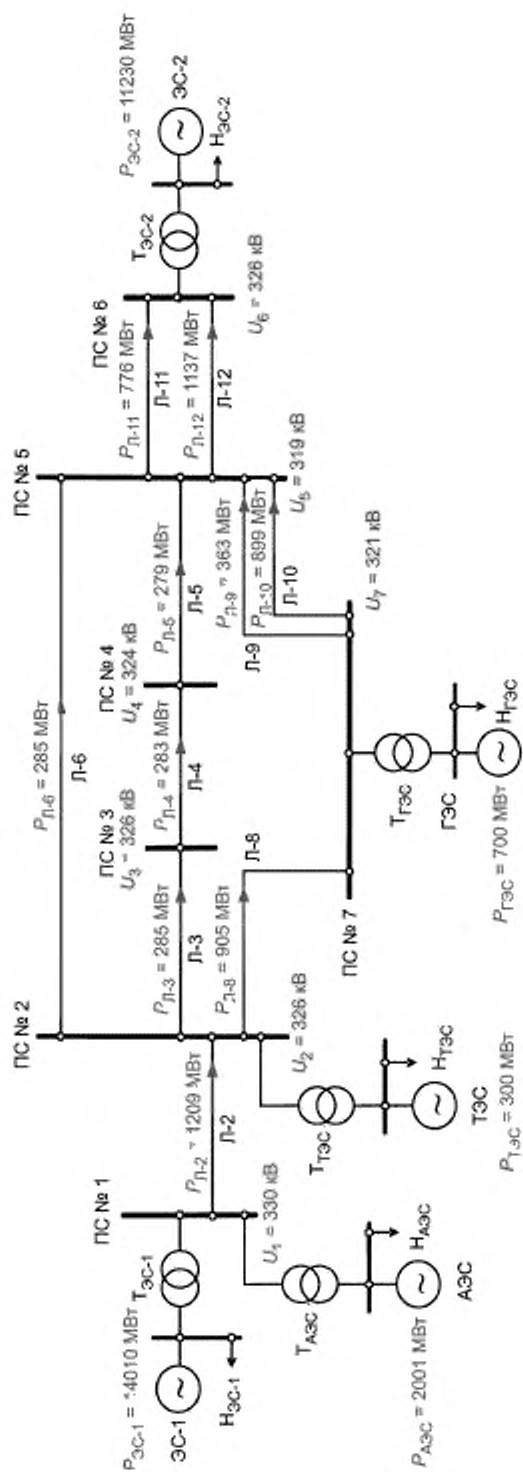 P_ЭС-2 = 11230 МВт
ЭС-2
Н_ЭС-2
Т_ЭС-2
ПС № 6
U_6 = 326 кВ
P_Л-11 = 776 МВт
Л-11
P_Л-12 = 1137 МВт
Л-12
ПС № 5
U_5 = 319 кВ
P_Л-6 = 285 МВт
Л-6
P_Л-5 = 279 МВт
Л-5
P_Л-9 = 363 МВт
P_Л-10 = 899 МВт
Л-10
Л-9
U_7 = 321 кВ
ПС № 4
U_4 = 324 кВ
P_Л-4 = 283 МВт
Л-4
ПС № 3
U_3 = 326 кВ
P_Л-3 = 285 МВт
Л-3
P_Л-8 = 905 МВт
Л-8
ПС № 7
Т_ГЭС
ГЭС
Н_ГЭС
P_ГЭС = 700 МВт
ПС № 2
U_2 = 326 кВ
P_Л-2 = 1209 МВт
Л-2
Т_ТЭС
Н_ТЭС
ТЭС
P_ТЭС = 300 МВт
ПС № 1
U_1 = 330 кВ
Т_ЭС-1
P_ЭС-1 = 14010 МВт
ЭС-1
Н_ЭС-1
Т_АЭС
Н_АЭС
АЭС
P_АЭС = 2001 МВт